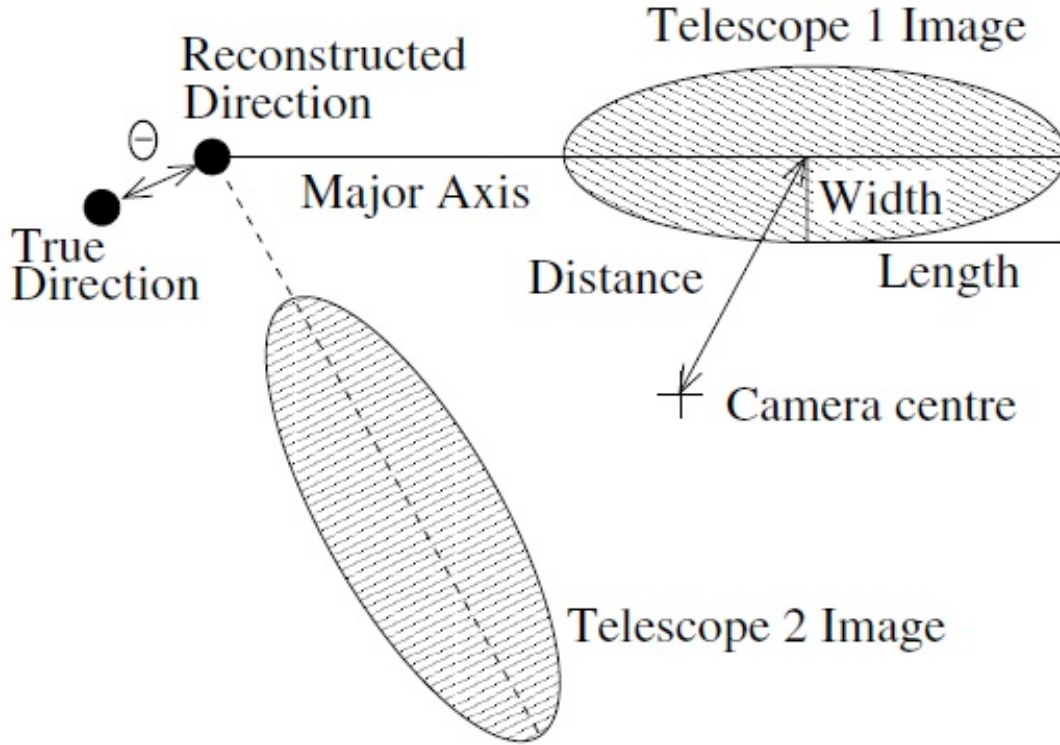 Telescope 1 Image
Reconstructed
Direction
Θ
Major Axis
Width
True
Direction
Distance
Length
Camera centre
Telescope 2 Image